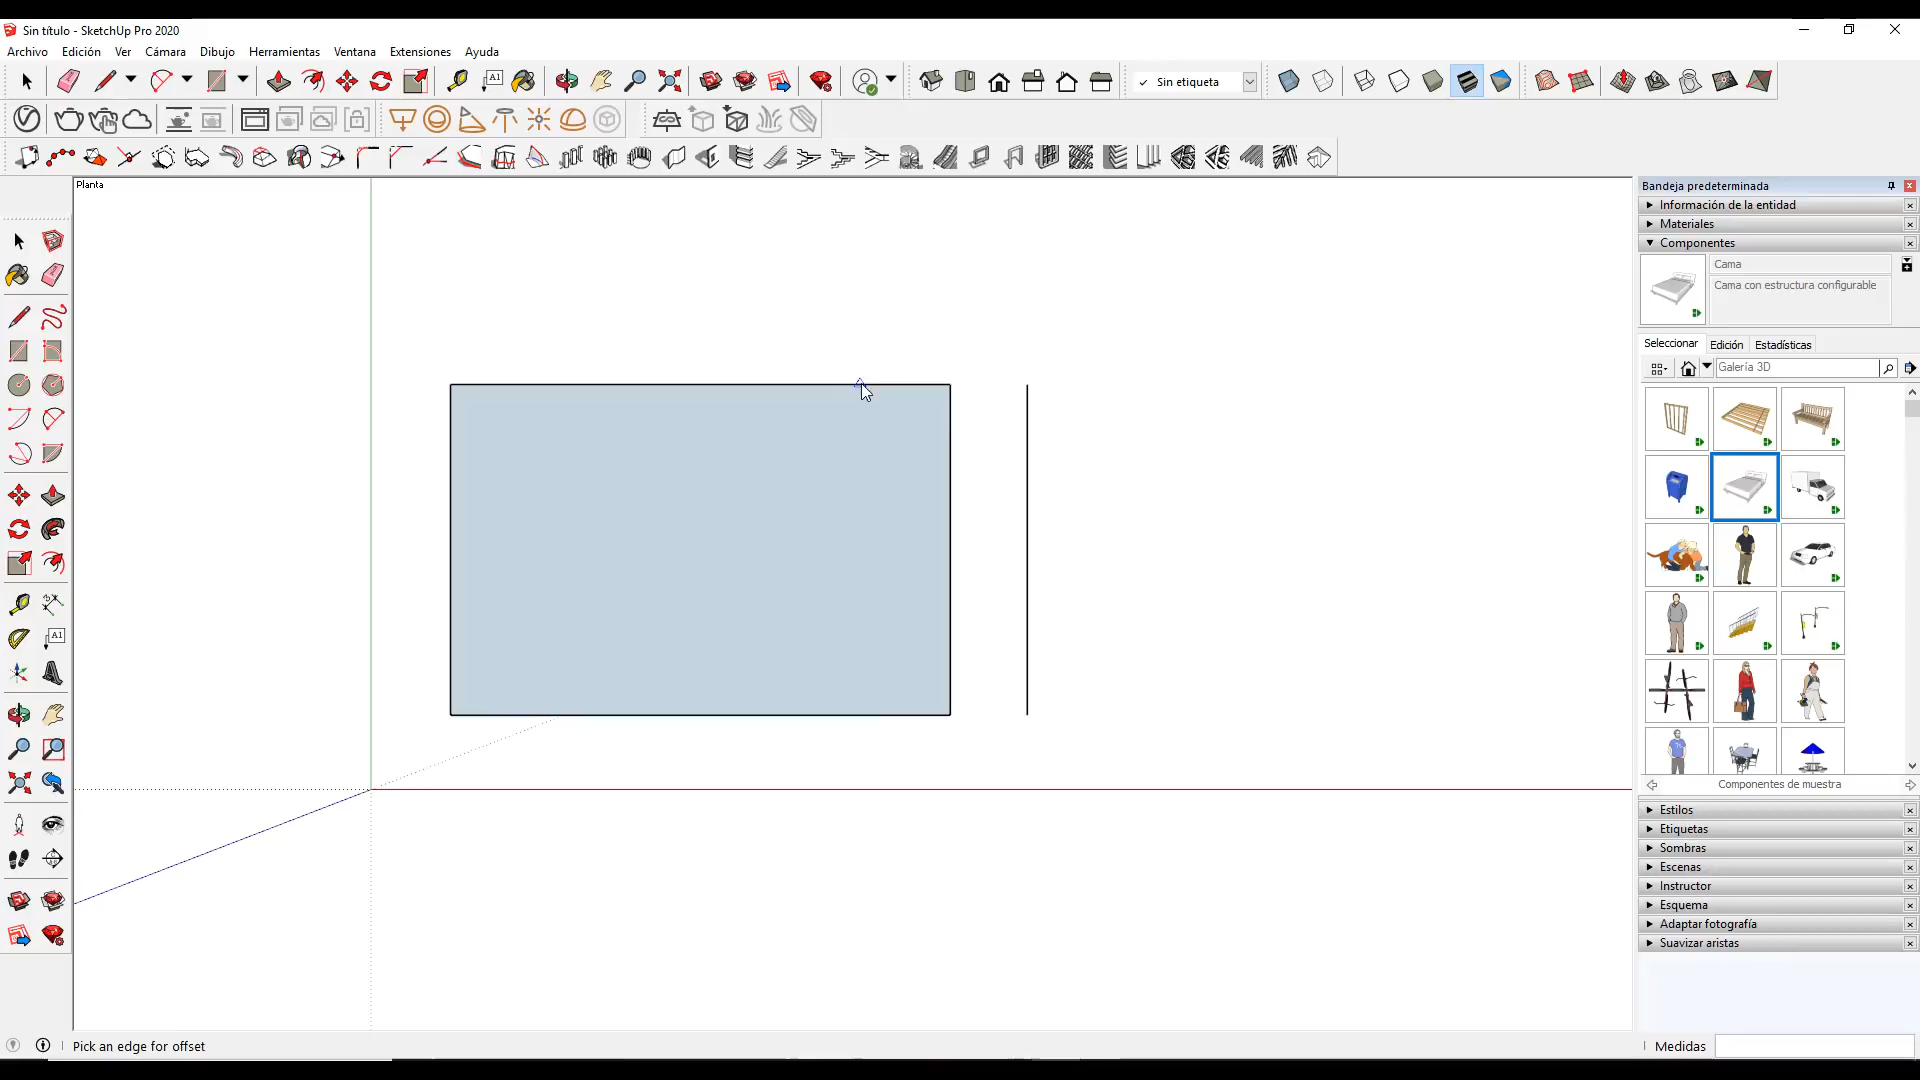 Sin título - SketchUp Pro 2020
Archivo Edición Ver Cámara Dibujo Herramientas Ventana Extensiones Ayuda
A1 Sin etiqueta
Planta
Bandeja predeterminada
Información de la entidad
Materiales
Componentes
Cama
Cama con estructura configurable
Seleccionar Edición Estadísticas
Galería 3D
A1
Componentes de muestra
Estilos
Etiquetas
Sombras
Escenas
Instructor
Esquema
Adaptar fotografía
Suavizar aristas
Pick an edge for offset
Medidas